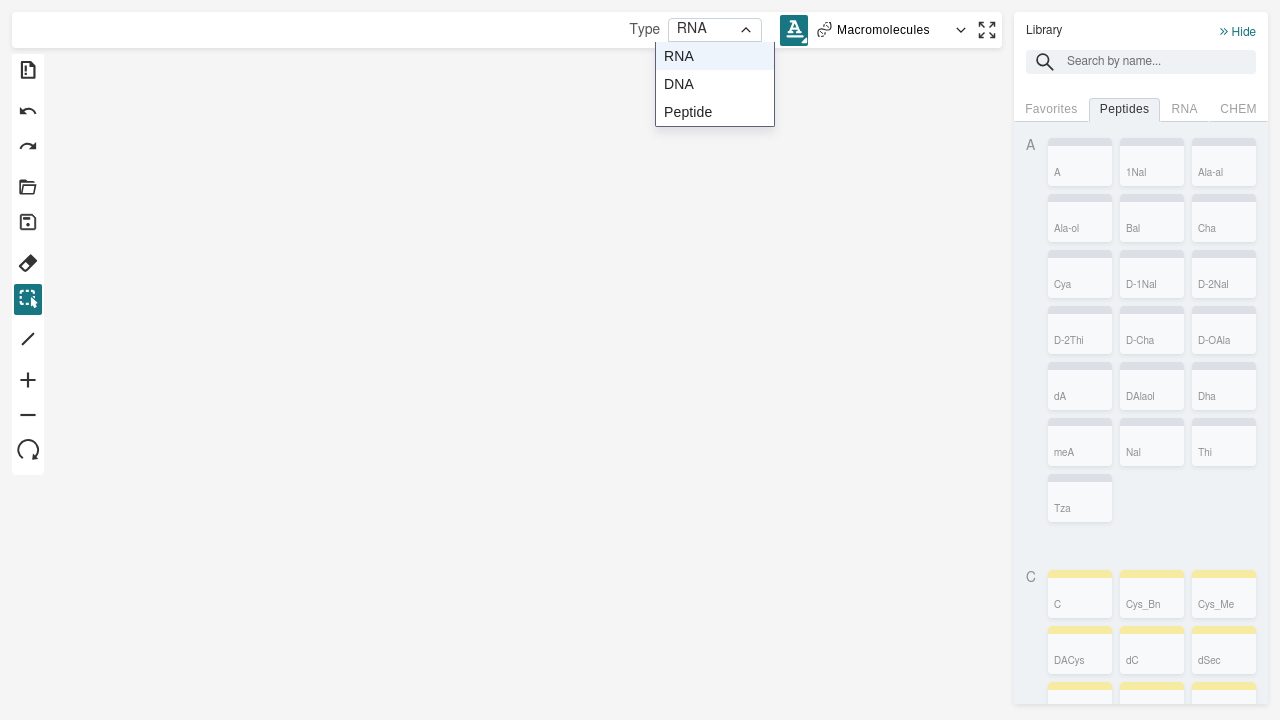 Type RNA
RNA
DNA
Peptide
A
Macromolecules
Library
Hide
Search by name...
Favorites Peptides RNA CHEM
A
A 1Nal Ala-al
Ala-ol Bal Cha
Cya D-1Nal D-2Nal
D-2Thi D-Cha D-OAla
dA DAlaol Dha
meA Nal Thi
Tza
C
C Cys_Bn Cys_Me
DACys dC dSec